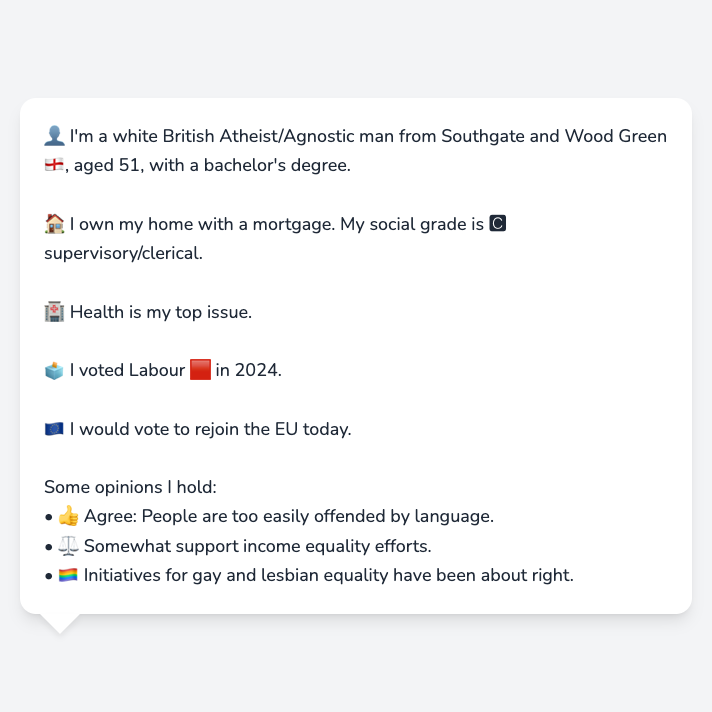 👤 I'm a white British Atheist/Agnostic man from Southgate and Wood Green
🏴󠁧󠁢󠁥󠁮󠁧󠁿, aged 51, with a bachelor's degree.
🏠 I own my home with a mortgage. My social grade is C
supervisory/clerical.
🏥 Health is my top issue.
🗳️ I voted Labour 🟥 in 2024.
🇪🇺 I would vote to rejoin the EU today.
Some opinions I hold:
• 👍 Agree: People are too easily offended by language.
• ⚖️ Somewhat support income equality efforts.
• 🏳️‍🌈 Initiatives for gay and lesbian equality have been about right.